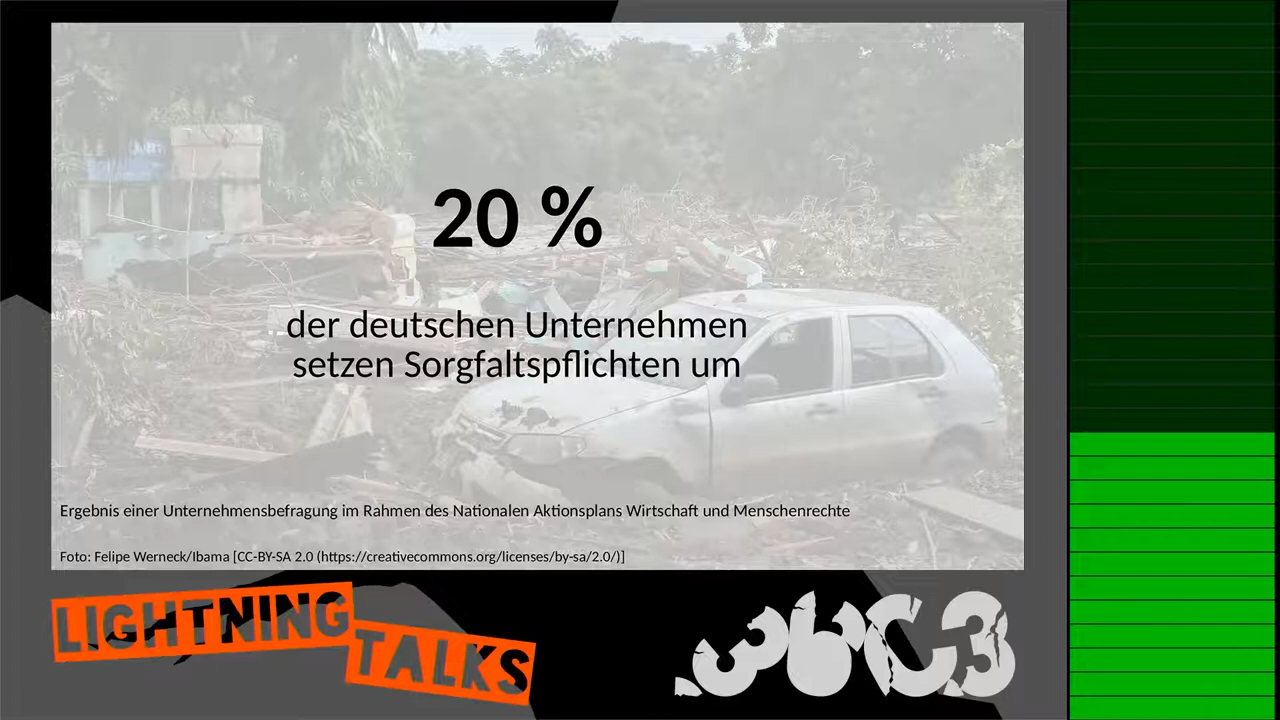 20 %
der deutschen Unternehmen
setzen Sorgfaltspflichten um
Ergebnis einer Unternehmensbefragung im Rahmen des Nationalen Aktionsplans Wirtschaft und Menschenrechte
Foto: Felipe Werneck/Ibama [CC-BY-SA 2.0 (https://creativecommons.org/licenses/by-sa/2.0/)]
LIGHTNING
TALKS
36C3